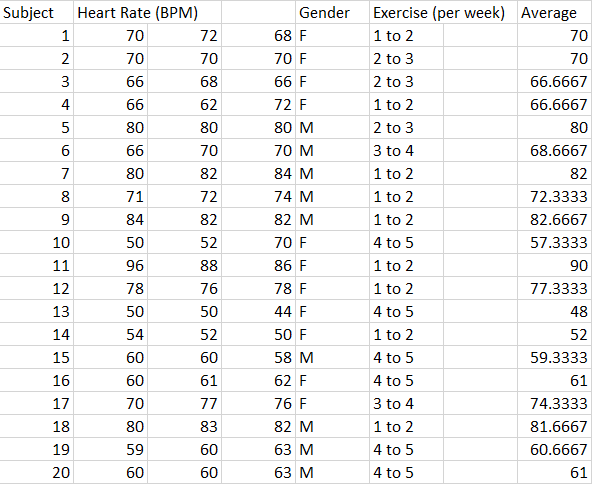 Subject Heart Rate (BPM) Gender Exercise (per week) Average
1 70 72 68 F 1 to 2 70
2 70 70 70 F 2 to 3 70
3 66 68 66 F 2 to 3 66.6667
4 66 62 72 F 1 to 2 66.6667
5 80 80 80 M 2 to 3 80
6 66 70 70 M 3 to 4 68.6667
7 80 82 84 M 1 to 2 82
8 71 72 74 M 1 to 2 72.3333
9 84 82 82 M 1 to 2 82.6667
10 50 52 70 F 4 to 5 57.3333
11 96 88 86 F 1 to 2 90
12 78 76 78 F 1 to 2 77.3333
13 50 50 44 F 4 to 5 48
14 54 52 50 F 1 to 2 52
15 60 60 58 M 4 to 5 59.3333
16 60 61 62 F 4 to 5 61
17 70 77 76 F 3 to 4 74.3333
18 80 83 82 M 1 to 2 81.6667
19 59 60 63 M 4 to 5 60.6667
20 60 60 63 M 4 to 5 61